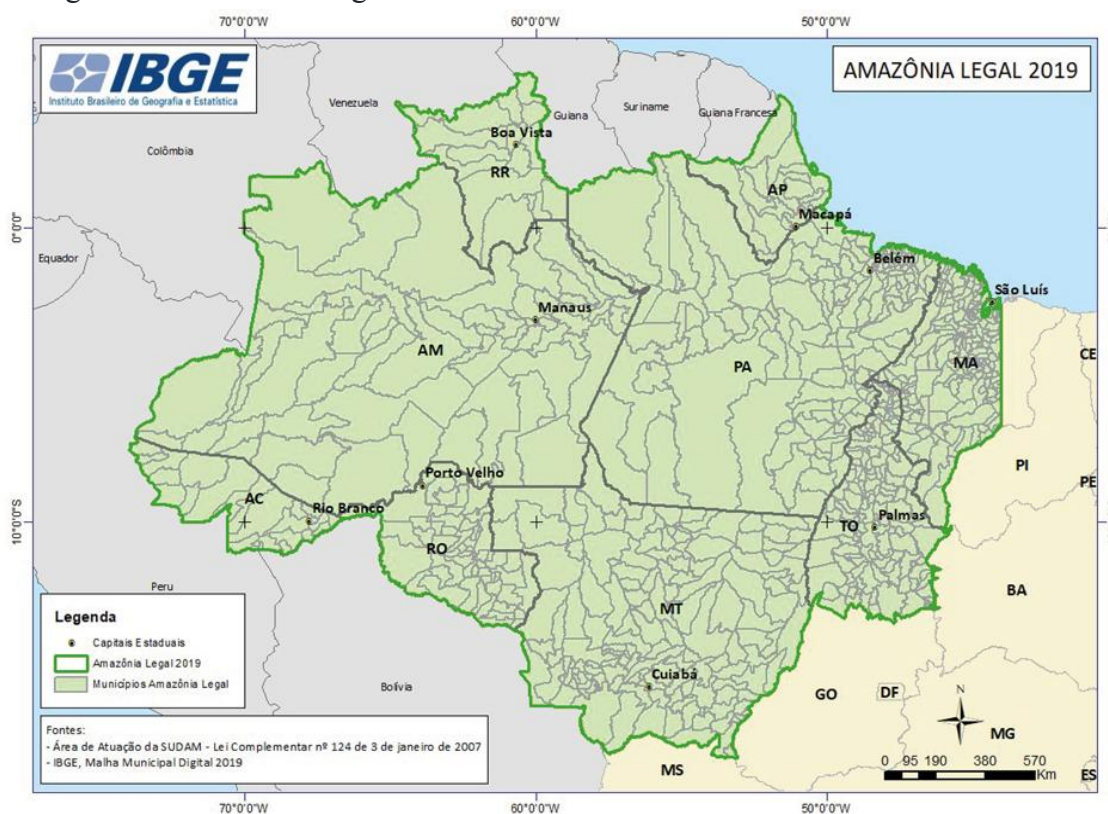 70°0'0"W 60°0'0"W 50°0'0"W
IBGE
Instituto Brasileiro de Geografia e Estatística
AMAZÔNIA LEGAL 2019
Venezuela
Guiana
Suriname
Guiana Francesa
Colômbia
Boa Vista
RR
AP
Macapá
0°0'0"
Equador
Belém
São Luís
Manaus
AM
PA
MA
CE
PI
PE
Porto Velho
AC
Rio Branco
10°0'0"S
RO
TO
Palmas
Peru
BA
MT
Legenda
Capitais Estaduais
Amazônia Legal 2019
Municípios Amazônia Legal
Bolívia
Cuiabá
GO
DF
N
MG
Fontes:
- Área de Atuação da SUDAM - Lei Complementar nº 124 de 3 de janeiro de 2007
- IBGE, Malha Municipal Digital 2019
MS
0 95 190 380 570
Km
ES
70°0'0"W 60°0'0"W 50°0'0"W